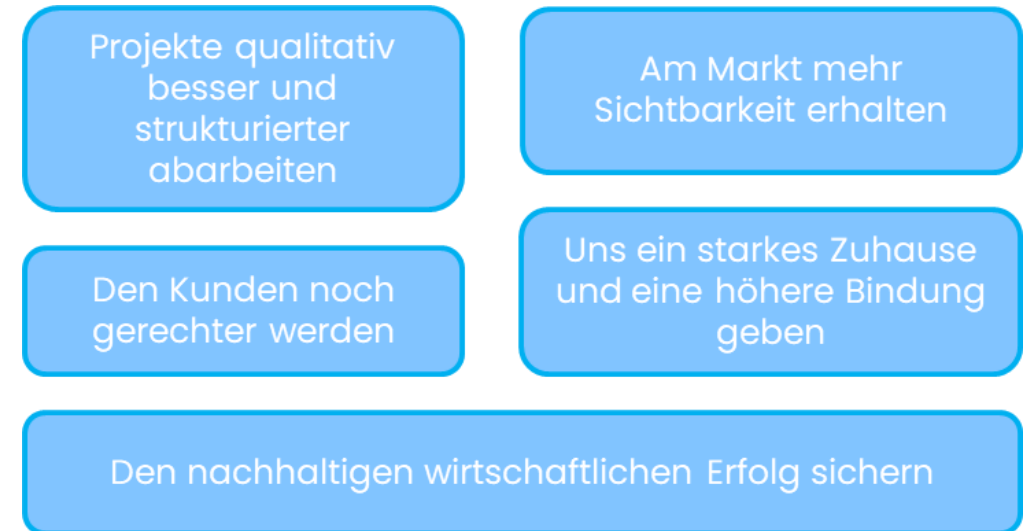 Projekte qualitativ
besser und
strukturierter
abarbeiten
Am Markt mehr
Sichtbarkeit erhalten
Den Kunden noch
gerechter werden
Uns ein starkes Zuhause
und eine höhere Bindung
geben
Den nachhaltigen wirtschaftlichen Erfolg sichern